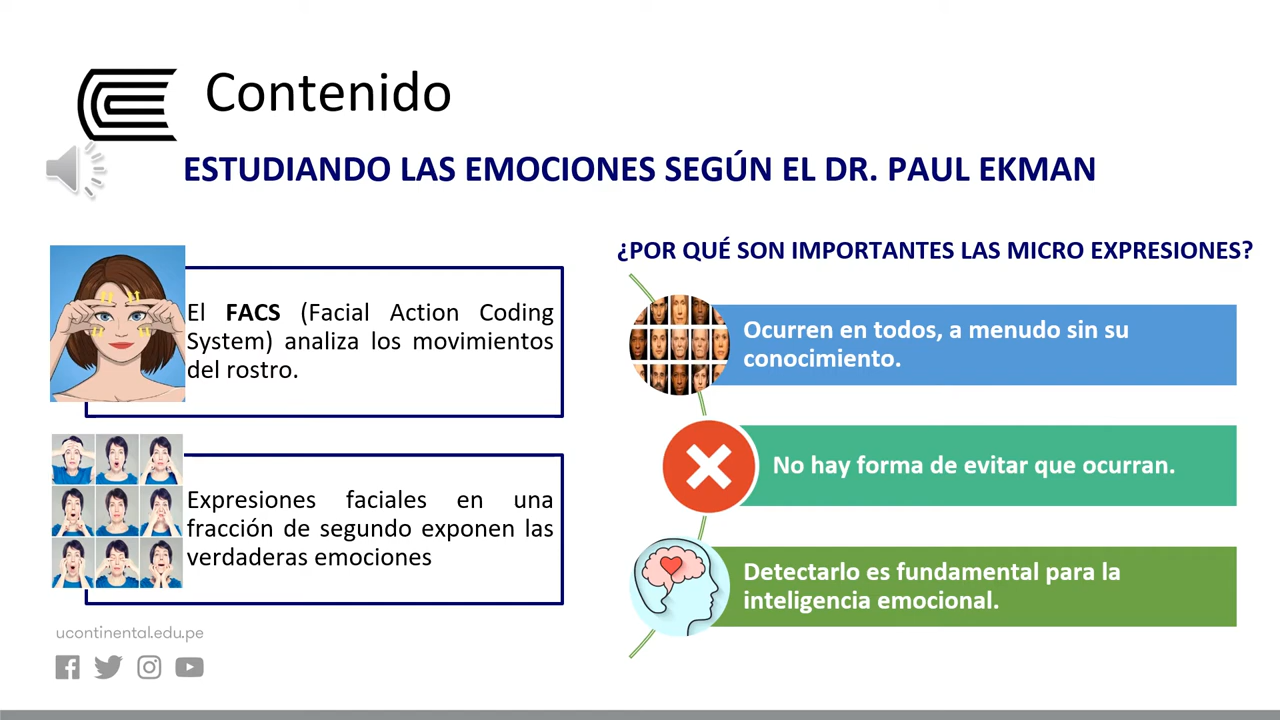 Contenido
ESTUDIANDO LAS EMOCIONES SEGÚN EL DR. PAUL EKMAN
El FACS (Facial Action Coding
System) analiza los movimientos
del rostro.
Expresiones faciales en una
fracción de segundo exponen las
verdaderas emociones
¿POR QUÉ SON IMPORTANTES LAS MICRO EXPRESIONES?
Ocurren en todos, a menudo sin su
conocimiento.
No hay forma de evitar que ocurran.
Detectarlo es fundamental para la
inteligencia emocional.
ucontinental.edu.pe